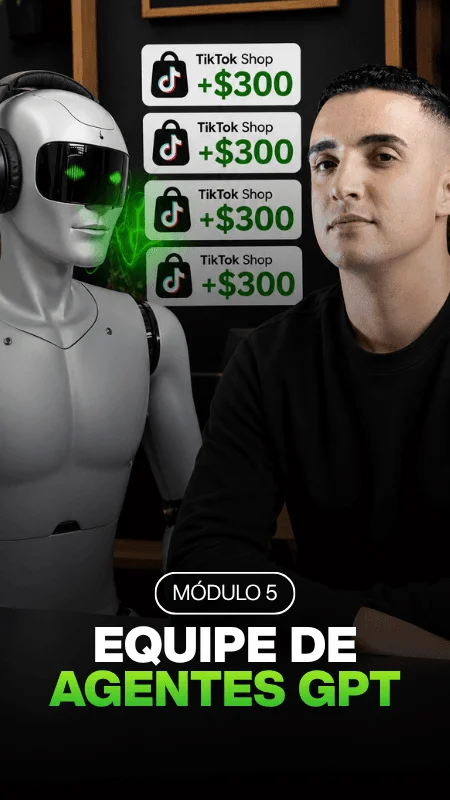 TikTok Shop
+$300
TikTok Shop
+$300
TikTok Shop
+$300
TikTok Shop
+$300
MÓDULO 5
EQUIPE DE
AGENTES GPT